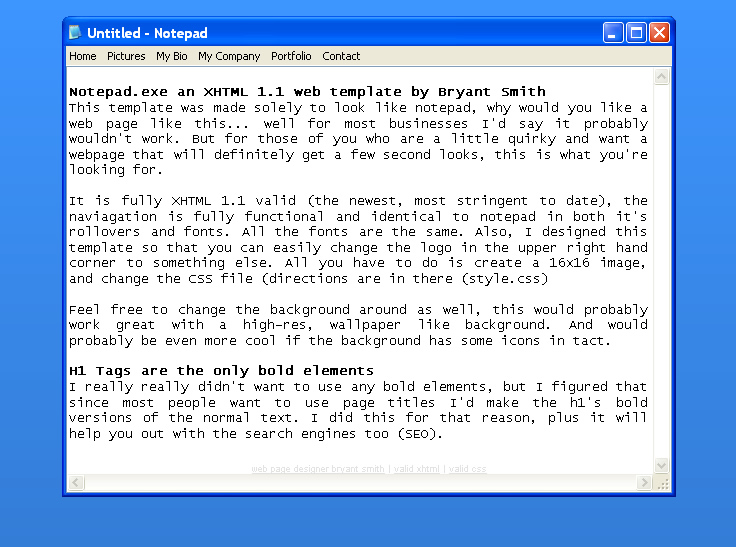 Untitled - Notepad
Home Pictures My Bio My Company Portfolio Contact
Notepad.exe an XHTML 1.1 web template by Bryant Smith
This template was made solely to look like notepad, why would you like a
web page like this... well for most businesses I'd say it probably
wouldn't work. But for those of you who are a little quirky and want a
webpage that will definitely get a few second looks, this is what you're
looking for.
It is fully XHTML 1.1 valid (the newest, most stringent to date), the
naviagation is fully functional and identical to notepad in both it's
rollovers and fonts. All the fonts are the same. Also, I designed this
template so that you can easily change the logo in the upper right hand
corner to something else. All you have to do is create a 16x16 image,
and change the CSS file (directions are in there (style.css)
Feel free to change the background around as well, this would probably
work great with a high-res, wallpaper like background. And would
probably be even more cool if the background has some icons in tact.
H1 Tags are the only bold elements
I really really didn't want to use any bold elements, but I figured that
since most people want to use page titles I'd make the h1's bold
versions of the normal text. I did this for that reason, plus it will
help you out with the search engines too (SEO).
web page designer bryant smith | valid xhtml | valid css